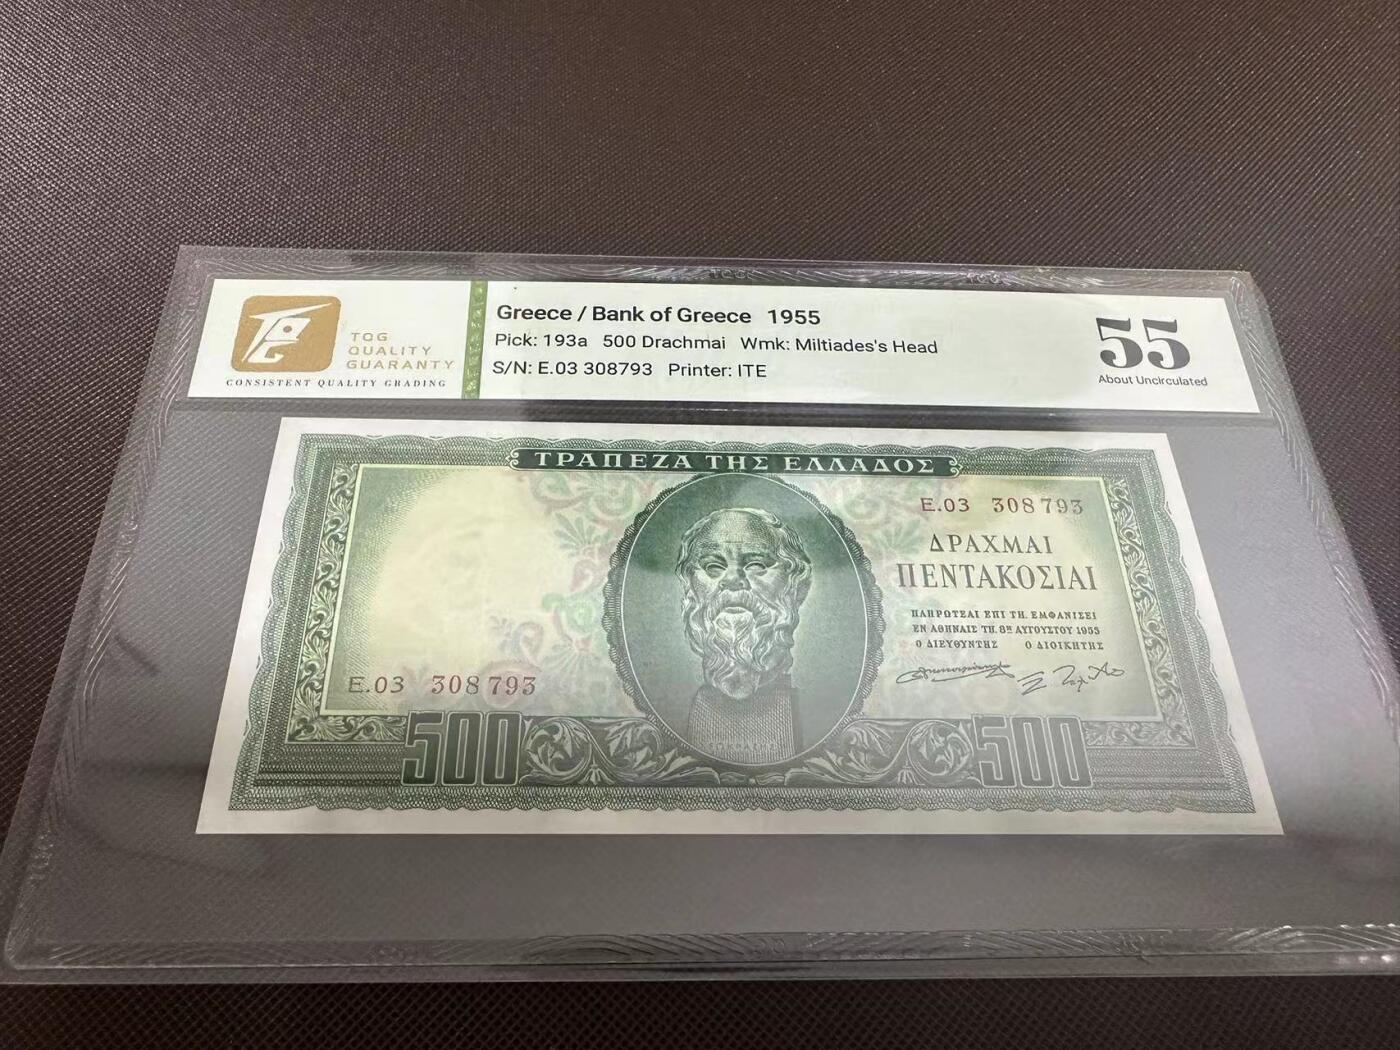 TQG
QUALITY
GUARANTY
CONSISTENT QUALITY GRADING
Greece / Bank of Greece 1955
Pick: 193a 500 Drachmai Wmk: Miltiades's Head
S/N: E.03 308793 Printer: ITE
55
About Uncirculated
ΤΡΑΠΕΖΑ ΤΗΣ ΕΛΛΑΔΟΣ
E.03 308793
ΔΡΑΧΜΑΙ
ΠΕΝΤΑΚΟΣΙΑΙ
ΠΛΗΡΩΤΕΑΙ ΕΠΙ ΤΗ ΕΜΦΑΝΙΣΕΙ
ΕΝ ΑΘΗΝΑΙΣ ΤΗ 8Η ΑΥΓΟΥΣΤΟΥ 1955
Ο ΔΙΕΥΘΥΝΤΗΣ Ο ΔΙΟΙΚΗΤΗΣ
E.03 308793
ΣΩΚΡΑΤΗΣ
500 500